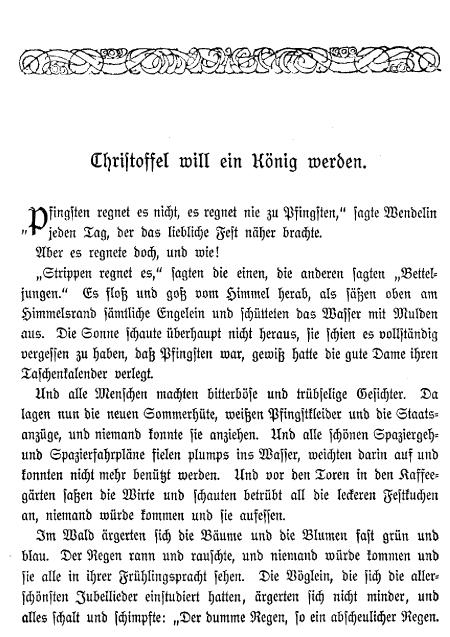 Christoffel will ein König werden.
„Pfingsten regnet es nicht, es regnet nie zu Pfingsten,“ sagte Wendelin
jeden Tag, der das liebliche Fest näher brachte.
Aber es regnete doch, und wie!
„Strippen regnet es,“ sagten die einen, die anderen sagten „Bettel-
jungen.“ Es floß und goß vom Himmel herab, als säßen oben am
Himmelsrand sämtliche Engelein und schütteten das Wasser mit Mulden
aus. Die Sonne schaute überhaupt nicht heraus, sie schien es vollständig
vergessen zu haben, daß Pfingsten war, gewiß hatte die gute Dame ihren
Taschenkalender verlegt.
Und alle Menschen machten bitterböse und trübselige Gesichter. Da
lagen nun die neuen Sommerhüte, weißen Pfingstkleider und die Staats-
anzüge, und niemand konnte sie anziehen. Und alle schönen Spaziergeh-
und Spazierfahrpläne fielen plumps ins Wasser, weichten darin auf und
konnten nicht mehr benützt werden. Und vor den Toren in den Kaffee-
gärten saßen die Wirte und schauten betrübt all die leckeren Festkuchen
an, niemand würde kommen und sie aufessen.
Im Wald ärgerten sich die Bäume und die Blumen fast grün und
blau. Der Regen rann und rauschte, und niemand würde kommen und
sie alle in ihrer Frühlingspracht sehen. Die Vöglein, die sich die aller-
schönsten Jubellieder einstudiert hatten, ärgerten sich nicht minder, und
alles schalt und schimpfte: „Der dumme Regen, so ein abscheulicher Regen.